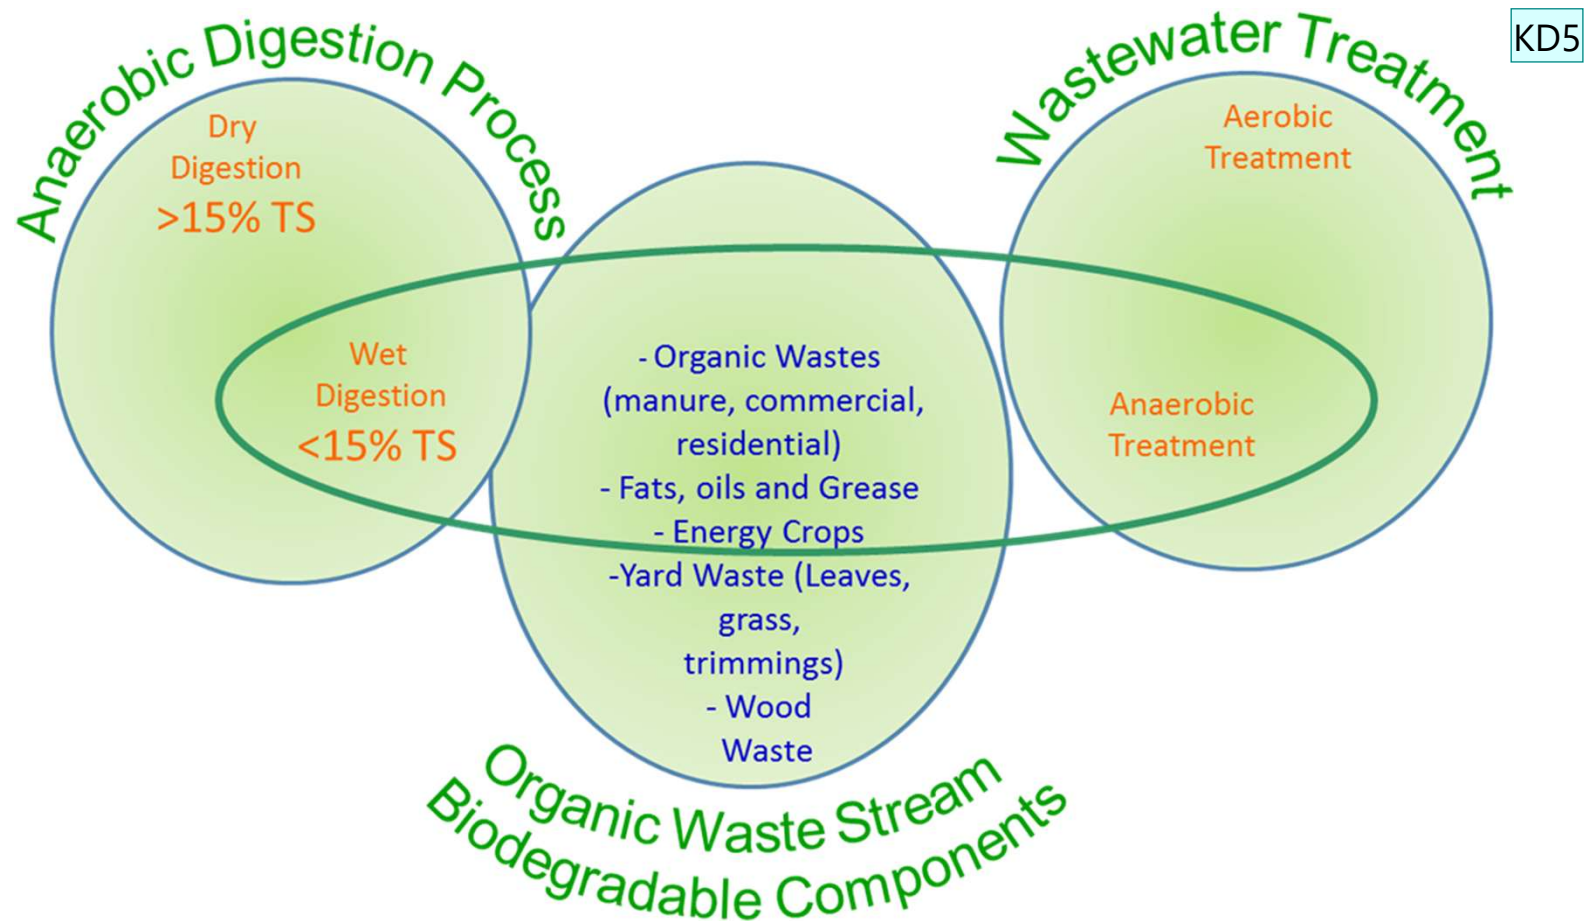 Anaerobic Digestion Process
Wastewater Treatment
KD5
Dry
Digestion
>15% TS
Wet
Digestion
<15% TS
- Organic Wastes
(manure, commercial,
residential)
- Fats, oils and Grease
- Energy Crops
-Yard Waste (Leaves,
grass,
trimmings)
- Wood
Waste
Aerobic
Treatment
Anaerobic
Treatment
Organic Waste Stream
Biodegradable Components